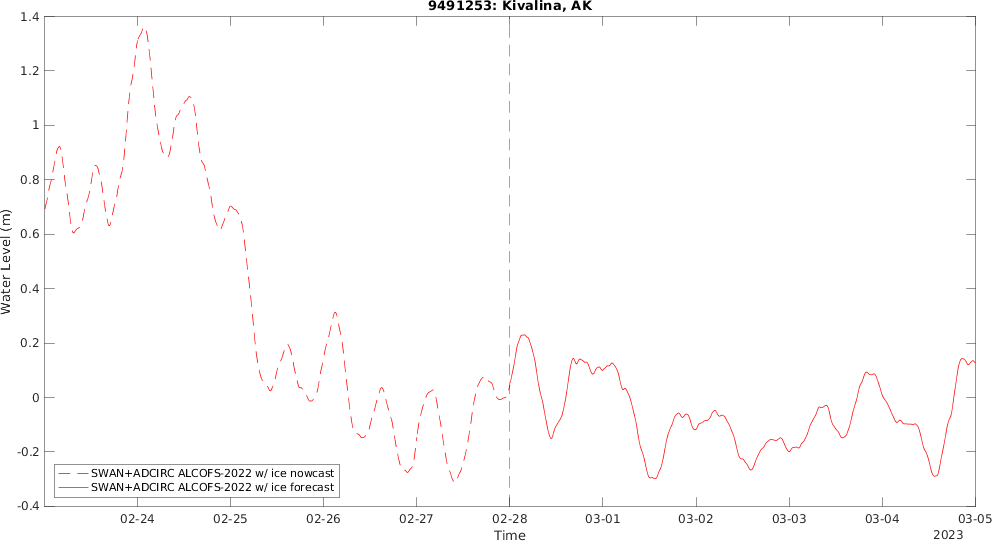 9491253: Kivalina, AK
1.4
1.2
1
0.8
0.6
0.4
0.2
0
-0.2
-0.4
Water Level (m)
SWAN+ADCIRC ALCOFS-2022 w/ ice nowcast
SWAN+ADCIRC ALCOFS-2022 w/ ice forecast
02-24 02-25 02-26 02-27 02-28 03-01 03-02 03-03 03-04 03-05
Time
2023